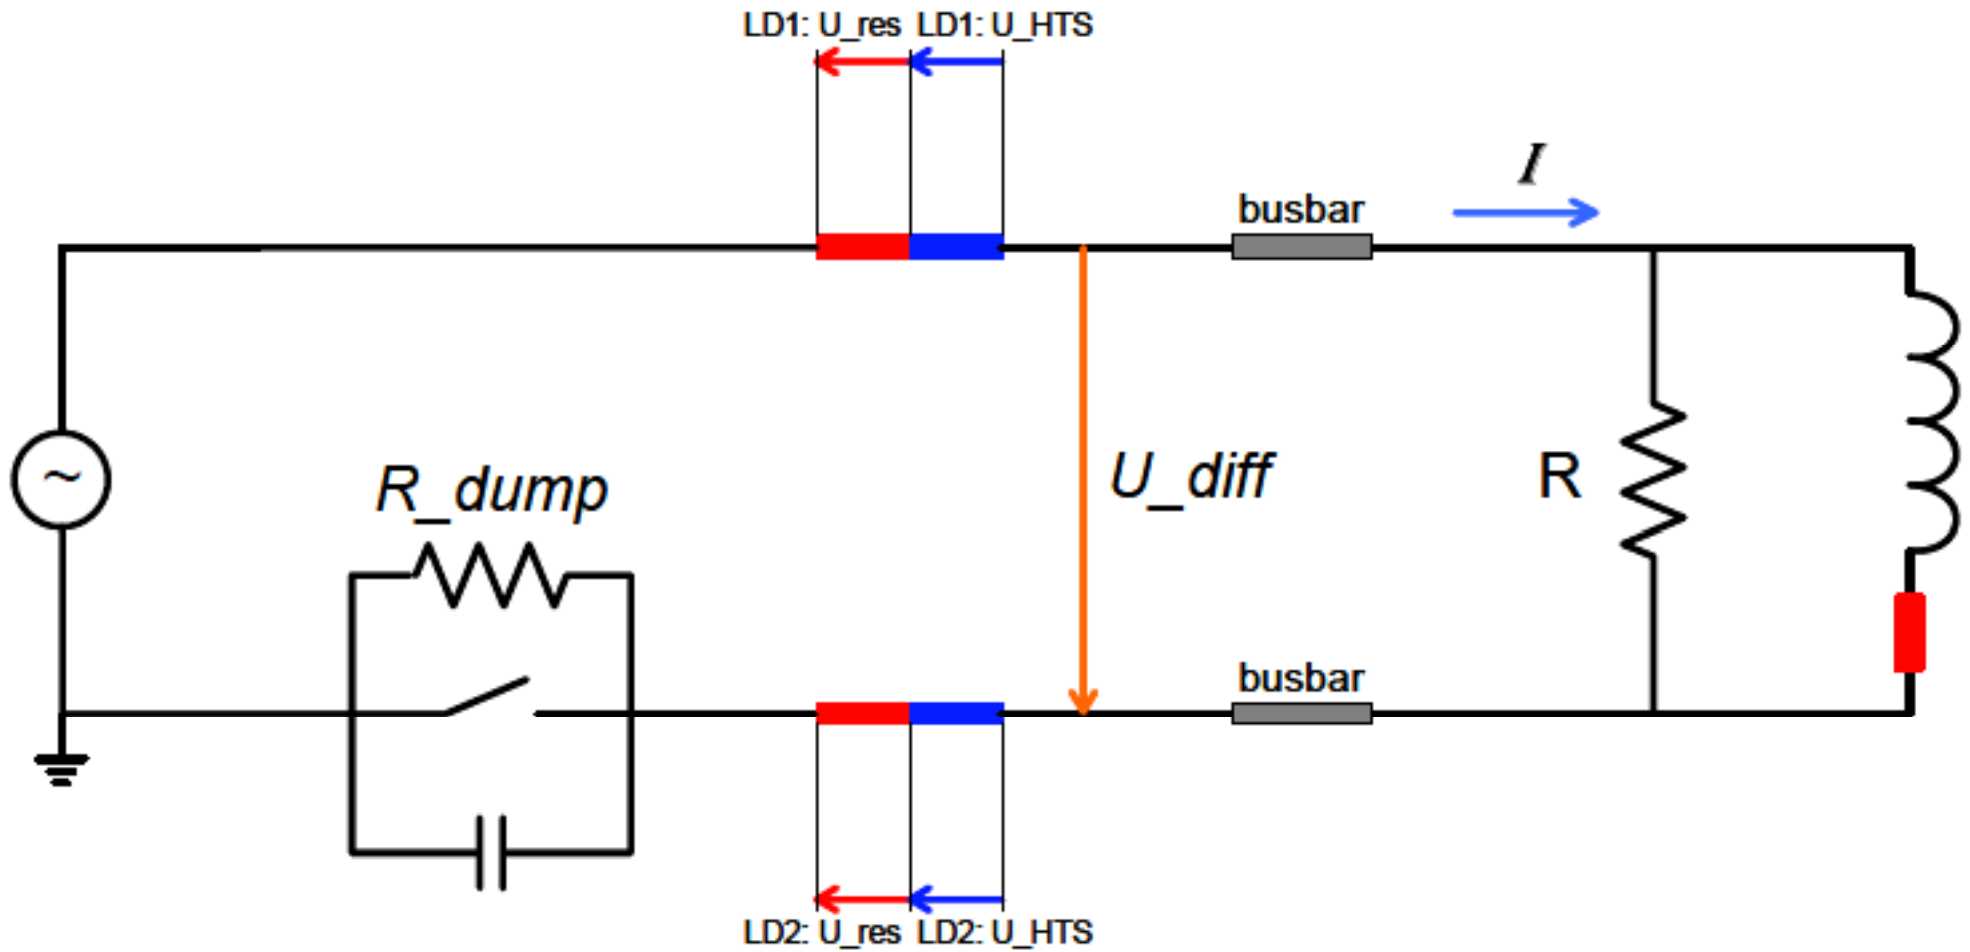 LD1: U_res LD1: U_HTS
I
busbar
~
R_dump
U_diff
R
busbar
LD2: U_res LD2: U_HTS